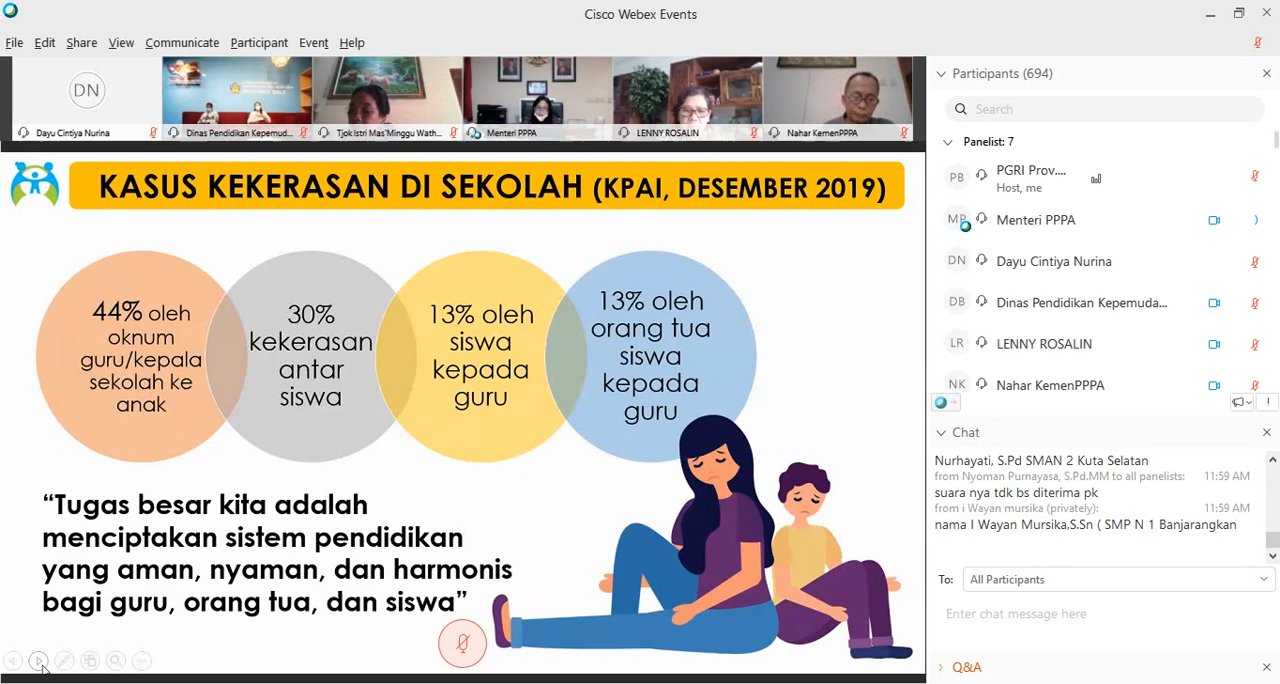 Cisco Webex Events
File Edit Share View Communicate Participant Event Help
DN
Dayu Cintiya Nurina
Dinas Pendidikan Kepemud...
Tjok Istri Mas'Minggu Wath...
Menteri PPPA
LENNY ROSALIN
Nahar KemenPPPA
KASUS KEKERASAN DI SEKOLAH (KPAI, DESEMBER 2019)
44% oleh
oknum
guru/kepala
sekolah ke
anak
30%
kekerasan
antar
siswa
13% oleh
siswa
kepada
guru
13% oleh
orang tua
siswa
kepada
guru
“Tugas besar kita adalah
menciptakan sistem pendidikan
yang aman, nyaman, dan harmonis
bagi guru, orang tua, dan siswa”
Participants (694)
Search
Panelist: 7
PB
PGRI Prov....
Host, me
MP
Menteri PPPA
DN
Dayu Cintiya Nurina
DB
Dinas Pendidikan Kepemuda...
LR
LENNY ROSALIN
NK
Nahar KemenPPPA
Chat
Nurhayati, S.Pd SMAN 2 Kuta Selatan
from Nyoman Purnayasa, S.Pd.MM to all panelists: 11:59 AM
suara nya tdk bs diterima pk
from i Wayan mursika (privately): 11:59 AM
nama I Wayan Mursika,S.Sn ( SMP N 1 Banjarangkan
To: All Participants
Enter chat message here
Q&A